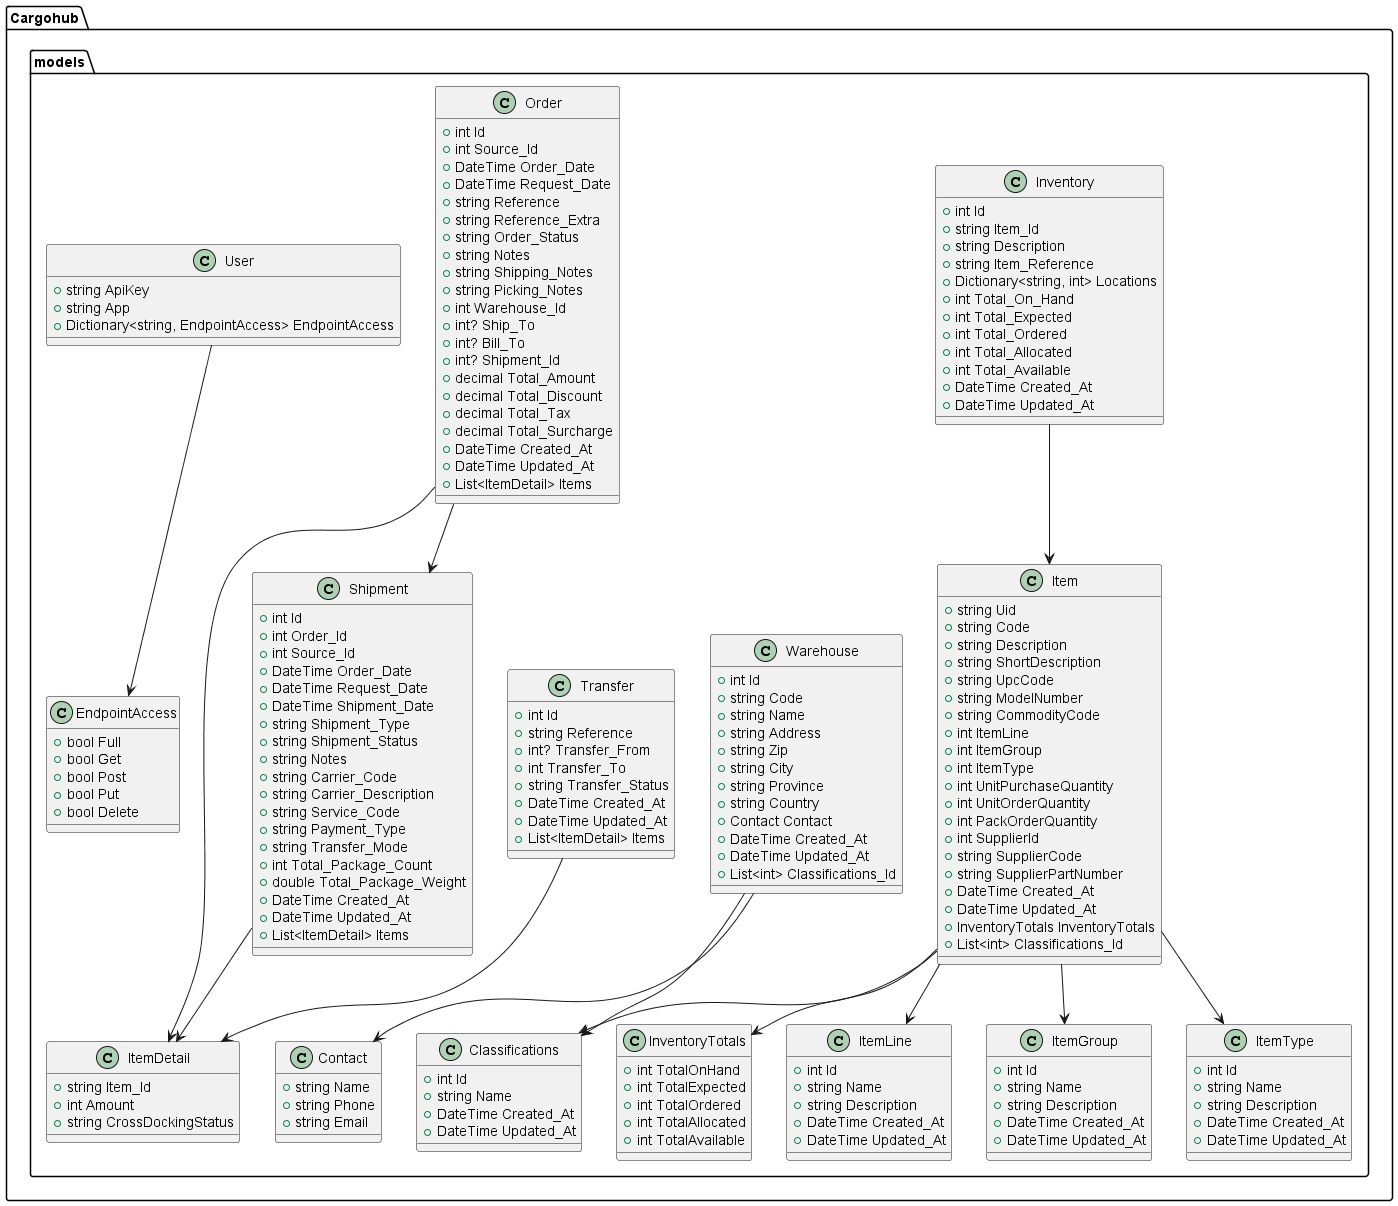 Cargohub
models
C Order
int Id
int Source_Id
DateTime Order_Date
DateTime Request_Date
string Reference
string Reference_Extra
string Order_Status
string Notes
string Shipping_Notes
string Picking_Notes
int Warehouse_Id
int? Ship_To
int? Bill_To
int? Shipment_Id
decimal Total_Amount
decimal Total_Discount
decimal Total_Tax
decimal Total_Surcharge
DateTime Created_At
DateTime Updated_At
List<ItemDetail> Items
C Inventory
int Id
string Item_Id
string Description
string Item_Reference
Dictionary<string, int> Locations
int Total_On_Hand
int Total_Expected
int Total_Ordered
int Total_Allocated
int Total_Available
DateTime Created_At
DateTime Updated_At
C User
string ApiKey
string App
Dictionary<string, EndpointAccess> EndpointAccess
C Shipment
int Id
int Order_Id
int Source_Id
DateTime Order_Date
DateTime Request_Date
DateTime Shipment_Date
string Shipment_Type
string Shipment_Status
string Notes
string Carrier_Code
string Carrier_Description
string Service_Code
string Payment_Type
string Transfer_Mode
int Total_Package_Count
double Total_Package_Weight
DateTime Created_At
DateTime Updated_At
List<ItemDetail> Items
C Item
string Uid
string Code
string Description
string ShortDescription
string UpcCode
string ModelNumber
string CommodityCode
int ItemLine
int ItemGroup
int ItemType
int UnitPurchaseQuantity
int UnitOrderQuantity
int PackOrderQuantity
int SupplierId
string SupplierCode
string SupplierPartNumber
DateTime Created_At
DateTime Updated_At
InventoryTotals InventoryTotals
List<int> Classifications_Id
C Warehouse
int Id
string Code
string Name
string Address
string Zip
string City
string Province
string Country
Contact Contact
DateTime Created_At
DateTime Updated_At
List<int> Classifications_Id
C Transfer
int Id
string Reference
int? Transfer_From
int Transfer_To
string Transfer_Status
DateTime Created_At
DateTime Updated_At
List<ItemDetail> Items
C EndpointAccess
bool Full
bool Get
bool Post
bool Put
bool Delete
C ItemDetail
string Item_Id
int Amount
string CrossDockingStatus
C Contact
string Name
string Phone
string Email
C Classifications
int Id
string Name
DateTime Created_At
DateTime Updated_At
C InventoryTotals
int TotalOnHand
int TotalExpected
int TotalOrdered
int TotalAllocated
int TotalAvailable
C ItemLine
int Id
string Name
string Description
DateTime Created_At
DateTime Updated_At
C ItemGroup
int Id
string Name
string Description
DateTime Created_At
DateTime Updated_At
C ItemType
int Id
string Name
string Description
DateTime Created_At
DateTime Updated_At